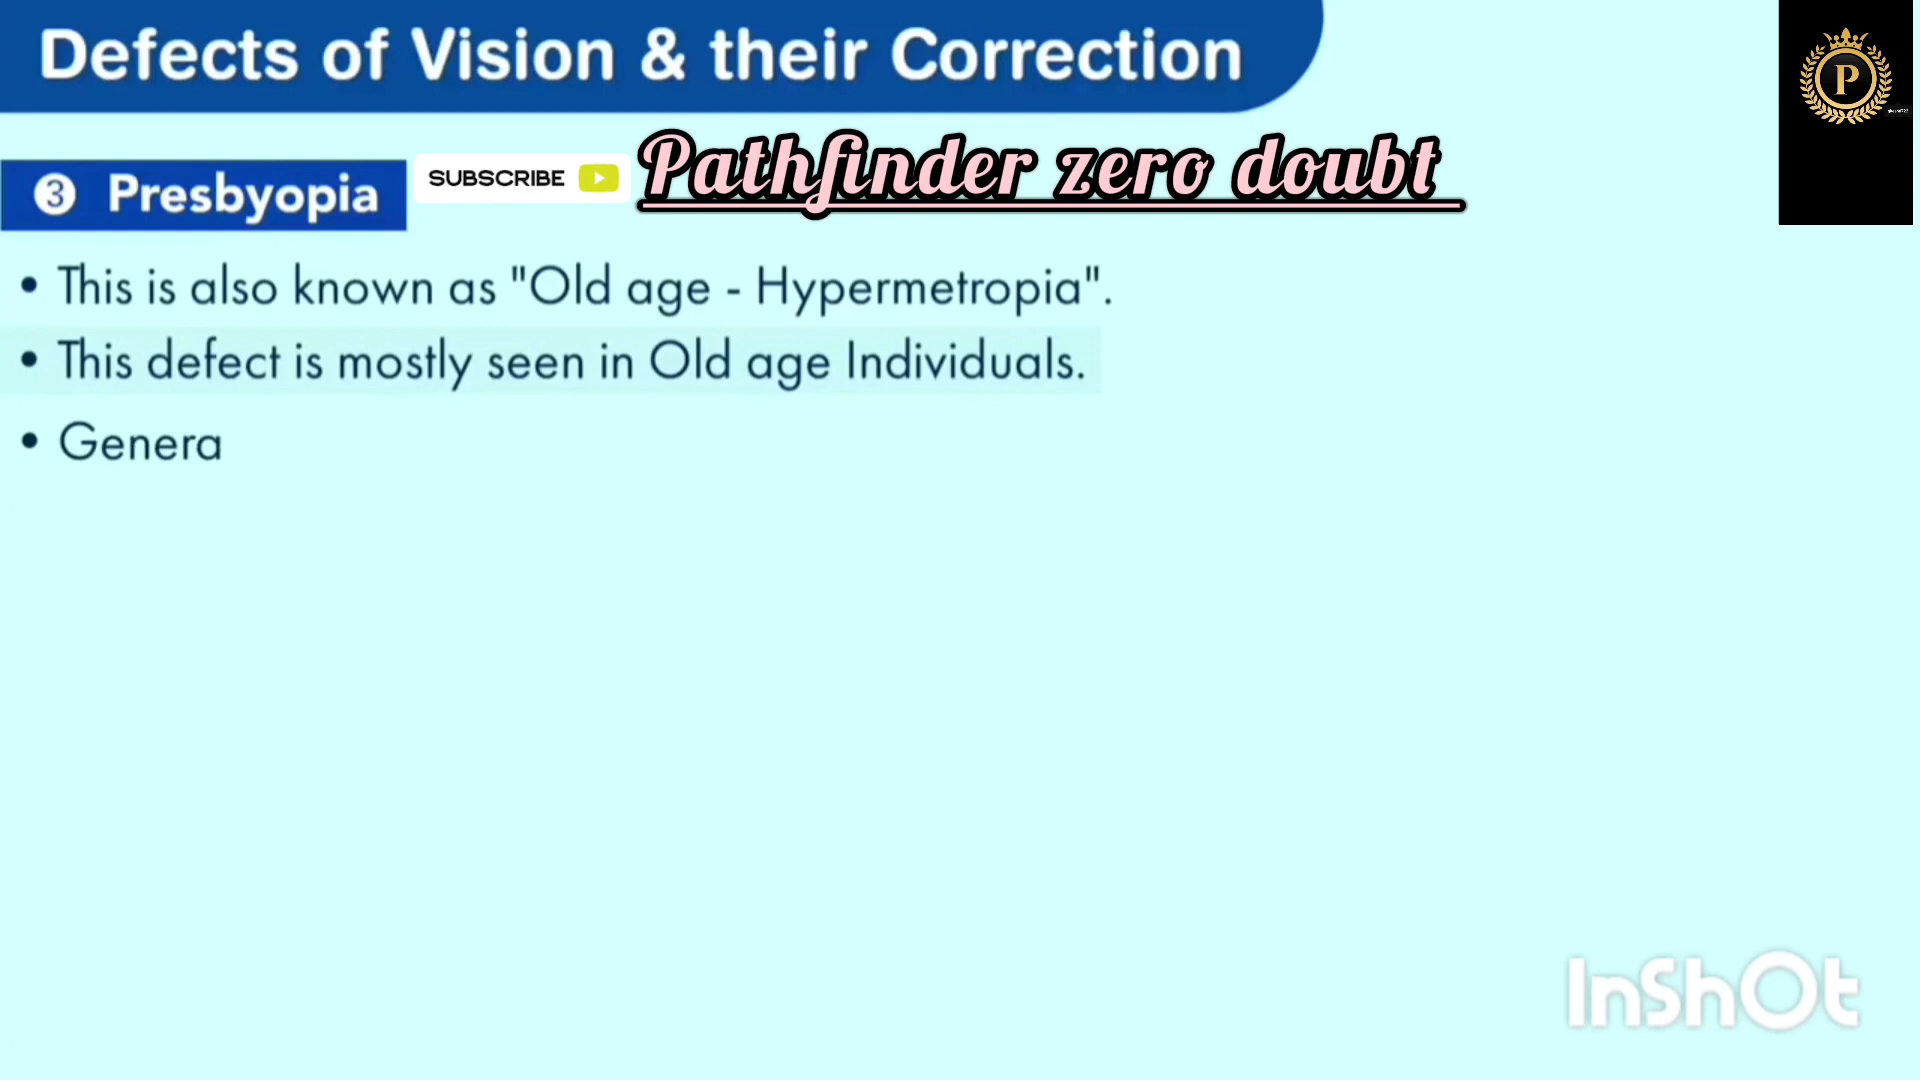 Defects of Vision & their Correction
P
❸ Presbyopia
SUBSCRIBE
Pathfinder zero doubt
• This is also known as "Old age - Hypermetropia".
• This defect is mostly seen in Old age Individuals.
• Genera
InShOt